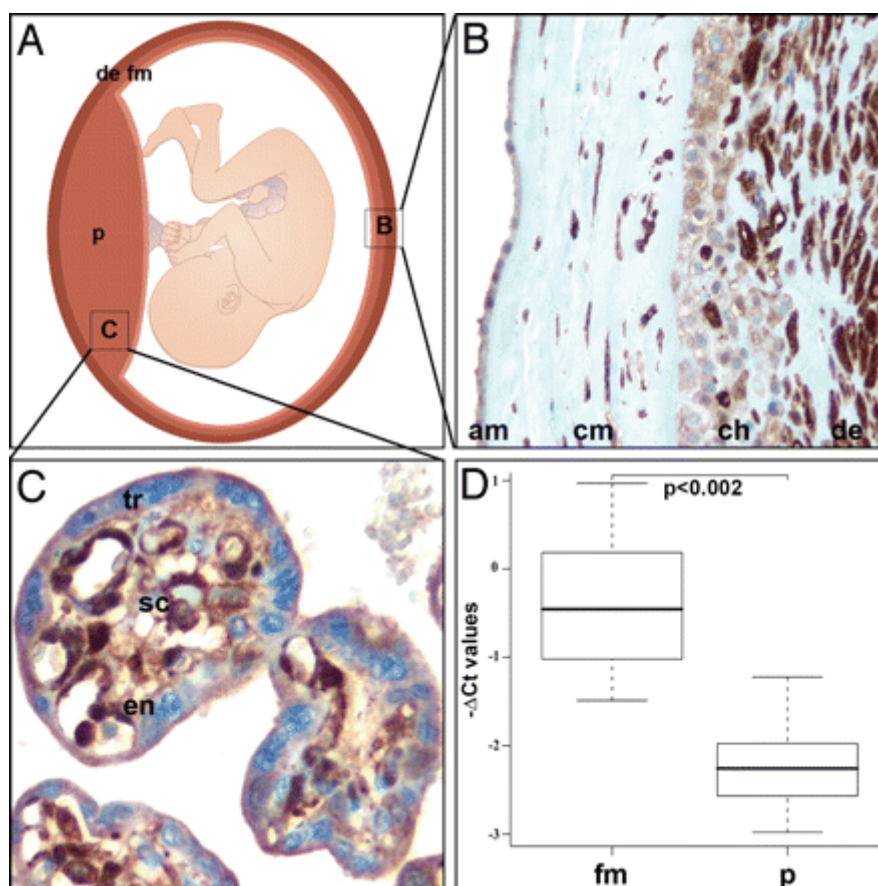 A
de fm
p
B
C
B
am cm ch de
C
tr
sc
en
D
p<0.002
1
0
-1
-2
-3
-ΔCt values
fm p